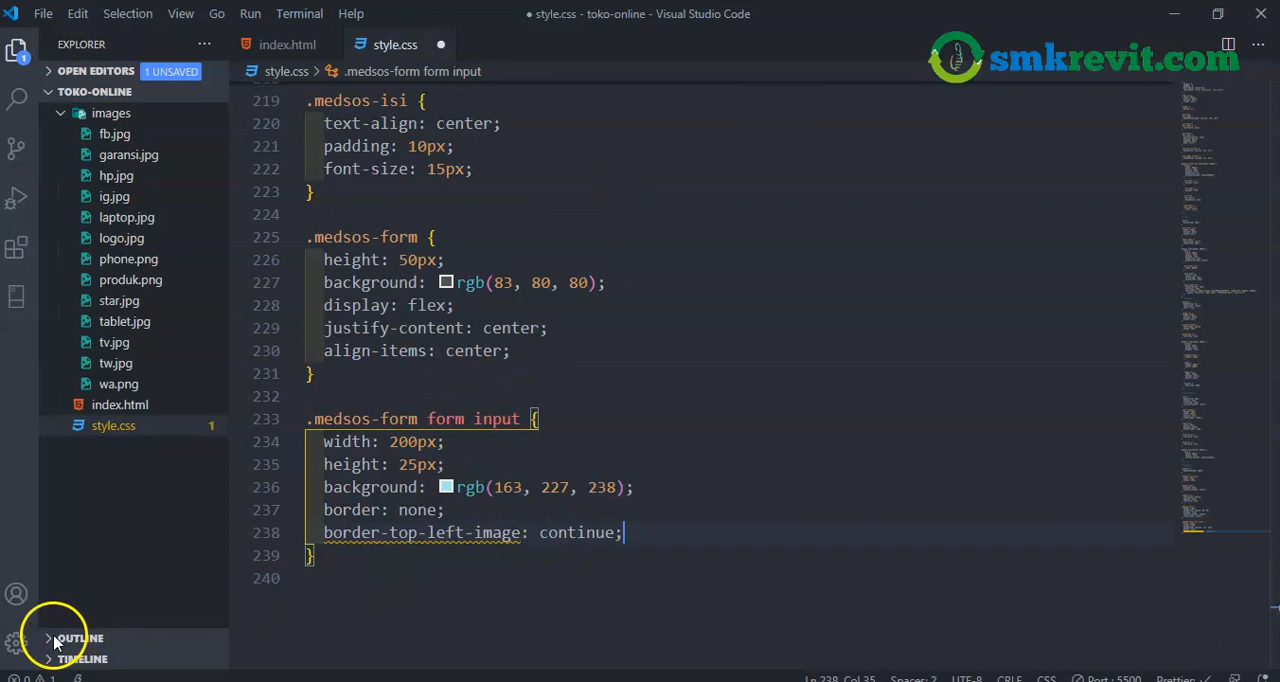 File Edit Selection View Go Run Terminal Help
● style.css - toko-online - Visual Studio Code
EXPLORER
index.html
style.css
smkrevit.com
OPEN EDITORS 1 UNSAVED
style.css > .medsos-form form input
TOKO-ONLINE
images
fb.jpg
garansi.jpg
hp.jpg
ig.jpg
laptop.jpg
logo.jpg
phone.png
produk.png
star.jpg
tablet.jpg
tv.jpg
tw.jpg
wa.png
index.html
style.css 1
OUTLINE
TIMELINE
1
219 .medsos-isi {
220 text-align: center;
221 padding: 10px;
222 font-size: 15px;
223 }
224
225 .medsos-form {
226 height: 50px;
227 background: rgb(83, 80, 80);
228 display: flex;
229 justify-content: center;
230 align-items: center;
231 }
232
233 .medsos-form form input {
234 width: 200px;
235 height: 25px;
236 background: rgb(163, 227, 238);
237 border: none;
238 border-top-left-image: continue;
239 }
240
0 1
Ln 238, Col 35 Spaces: 2 UTF-8 CRLF CSS Port : 5500 Prettier